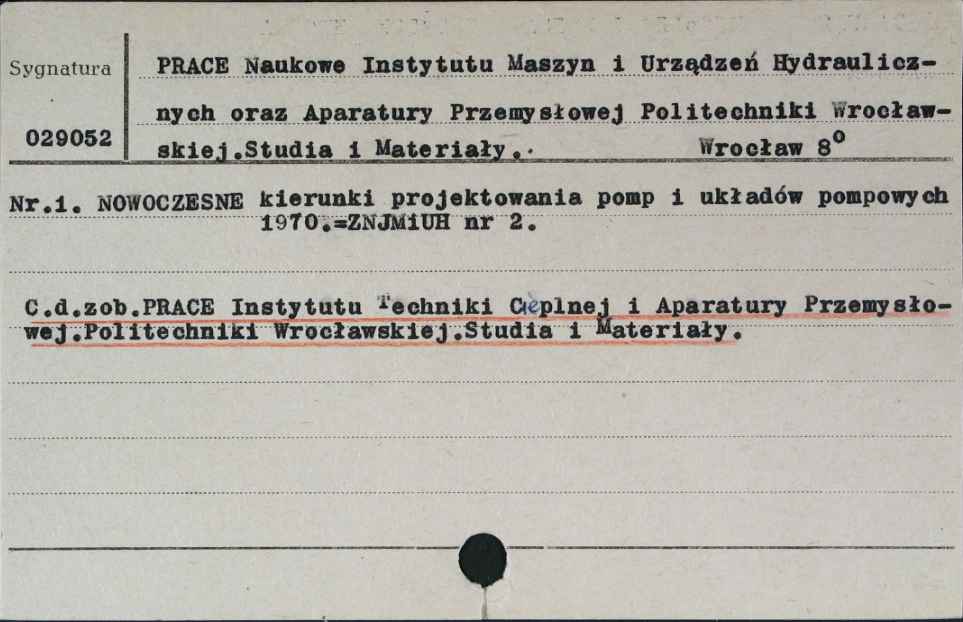 Sygnatura
029052
PRACE Naukowe Instytutu Maszyn i Urządzeń Hydraulicz-
nych oraz Aparatury Przemysłowej Politechniki Wrocław-
skiej.Studia i Materiały. Wrocław 8º
Nr.1. NOWOCZESNE kierunki projektowania pomp i układów pompowych
1970.=ZNJMiUH nr 2.
C.d.zob.PRACE Instytutu Techniki Cieplnej i Aparatury Przemysło-
wej.Politechniki Wrocławskiej.Studia i Materiały.